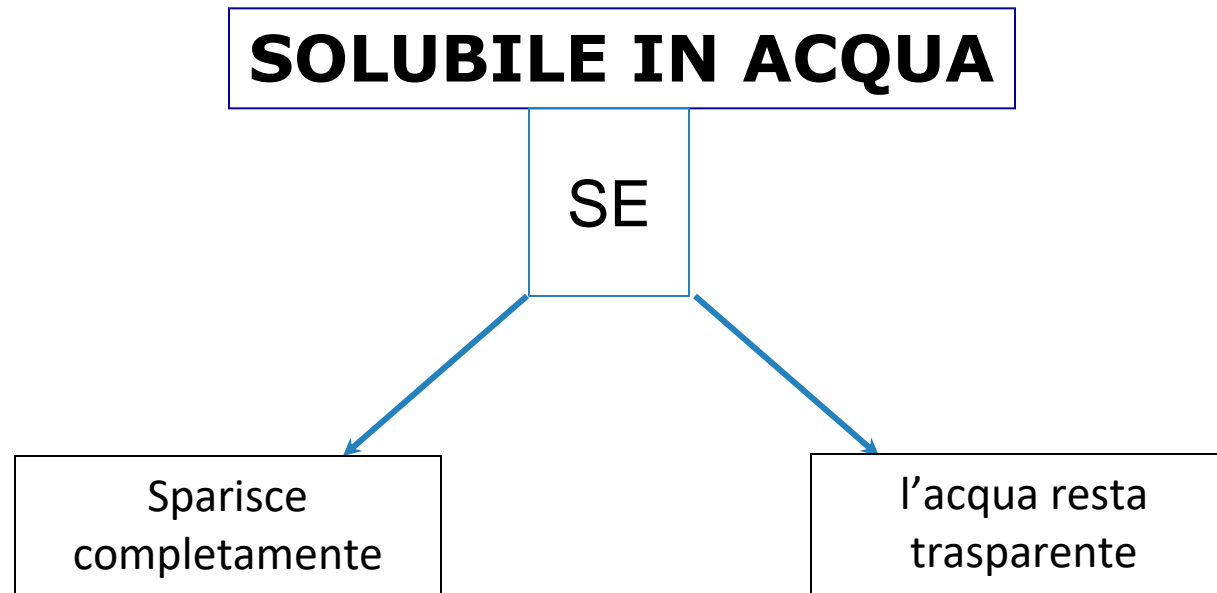 SOLUBILE IN ACQUA
SE
Sparisce
completamente
l’acqua resta
trasparente